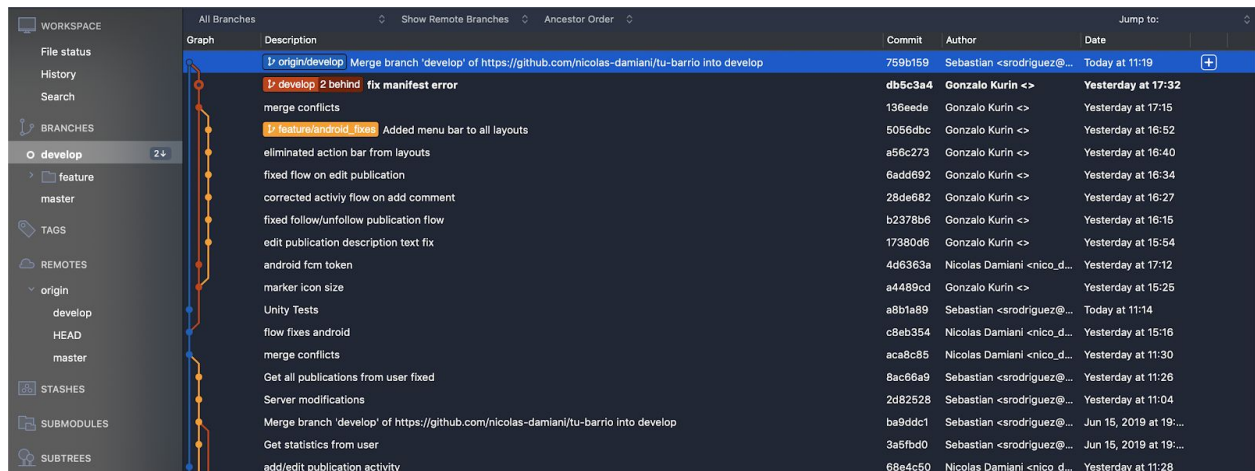 WORKSPACE
File status
History
Search
BRANCHES
develop 2↓
feature
master
TAGS
REMOTES
origin
develop
HEAD
master
STASHES
SUBMODULES
SUBTREES
All Branches Show Remote Branches Ancestor Order Jump to:
Graph Description Commit Author Date
origin/develop Merge branch 'develop' of https://github.com/nicolas-damiani/tu-barrio into develop 759b159 Sebastian <srodriguez@... Today at 11:19
develop 2 behind fix manifest error db5c3a4 Gonzalo Kurin <> Yesterday at 17:32
merge conflicts 136eede Gonzalo Kurin <> Yesterday at 17:15
feature/android_fixes Added menu bar to all layouts 5056dbc Gonzalo Kurin <> Yesterday at 16:52
eliminated action bar from layouts a56c273 Gonzalo Kurin <> Yesterday at 16:40
fixed flow on edit publication 6add692 Gonzalo Kurin <> Yesterday at 16:34
corrected activiy flow on add comment 28de682 Gonzalo Kurin <> Yesterday at 16:27
fixed follow/unfollow publication flow b2378b6 Gonzalo Kurin <> Yesterday at 16:15
edit publication description text fix 17380d6 Gonzalo Kurin <> Yesterday at 15:54
android fcm token 4d6363a Nicolas Damiani <nico_d... Yesterday at 17:12
marker icon size a4489cd Gonzalo Kurin <> Yesterday at 15:25
Unity Tests a8b1a89 Sebastian <srodriguez@... Today at 11:14
flow fixes android c8eb354 Nicolas Damiani <nico_d... Yesterday at 15:16
merge conflicts aca8c85 Nicolas Damiani <nico_d... Yesterday at 11:30
Get all publications from user fixed 8ac66a9 Sebastian <srodriguez@... Yesterday at 11:26
Server modifications 2d82528 Sebastian <srodriguez@... Yesterday at 11:04
Merge branch 'develop' of https://github.com/nicolas-damiani/tu-barrio into develop ba9ddc1 Sebastian <srodriguez@... Jun 15, 2019 at 19:...
Get statistics from user 3a5fbd0 Sebastian <srodriguez@... Jun 15, 2019 at 19:...
add/edit publication activity 68e4c50 Nicolas Damiani <nico_d... Yesterday at 11:28